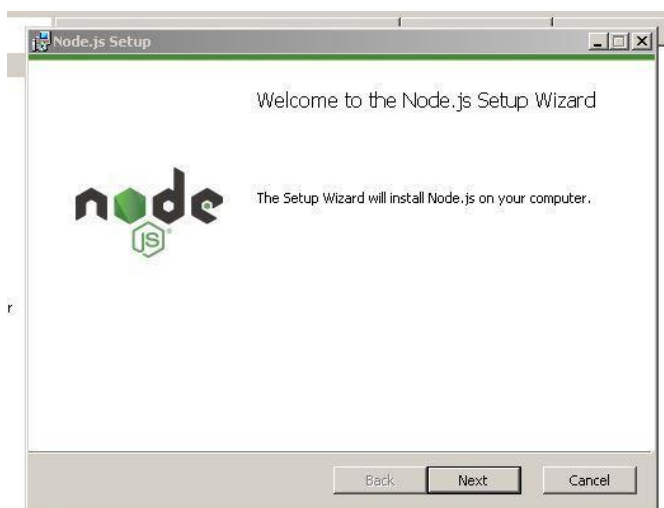 Node.js Setup
Welcome to the Node.js Setup Wizard
node
JS
The Setup Wizard will install Node.js on your computer.
r
Back Next Cancel